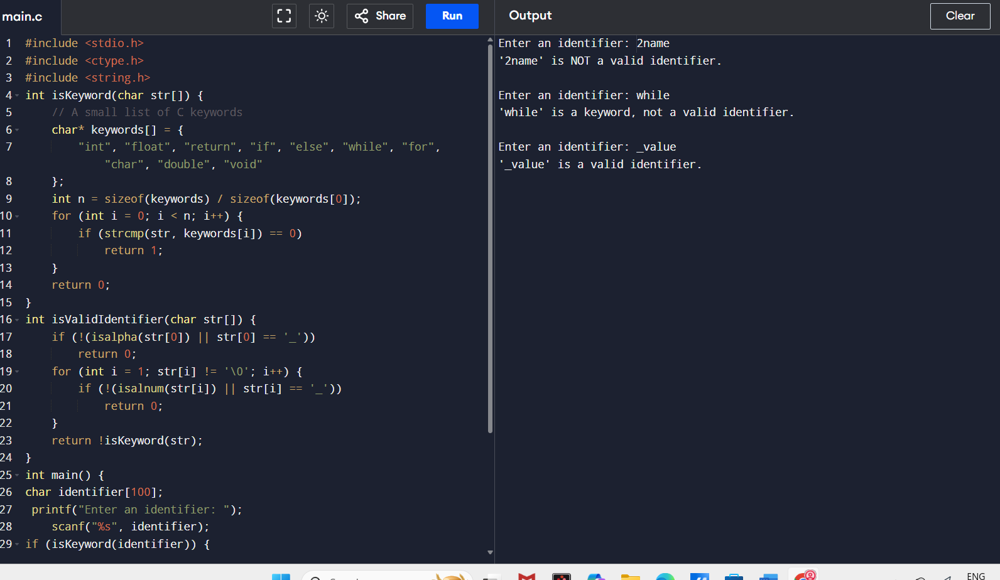 main.c
Share
Run
Output
Clear
1 #include <stdio.h>
2 #include <ctype.h>
3 #include <string.h>
4 int isKeyword(char str[]) {
5     // A small list of C keywords
6     char* keywords[] = {
7         "int", "float", "return", "if", "else", "while", "for",
            "char", "double", "void"
8     };
9     int n = sizeof(keywords) / sizeof(keywords[0]);
10     for (int i = 0; i < n; i++) {
11         if (strcmp(str, keywords[i]) == 0)
12             return 1;
13     }
14     return 0;
15 }
16 int isValidIdentifier(char str[]) {
17     if (!(isalpha(str[0]) || str[0] == '_'))
18         return 0;
19     for (int i = 1; str[i] != '\0'; i++) {
20         if (!(isalnum(str[i]) || str[i] == '_'))
21             return 0;
22     }
23     return !isKeyword(str);
24 }
25 int main() {
26 char identifier[100];
27  printf("Enter an identifier: ");
28     scanf("%s", identifier);
29 if (isKeyword(identifier)) {
Enter an identifier: 2name
'2name' is NOT a valid identifier.
Enter an identifier: while
'while' is a keyword, not a valid identifier.
Enter an identifier: _value
'_value' is a valid identifier.
ENG